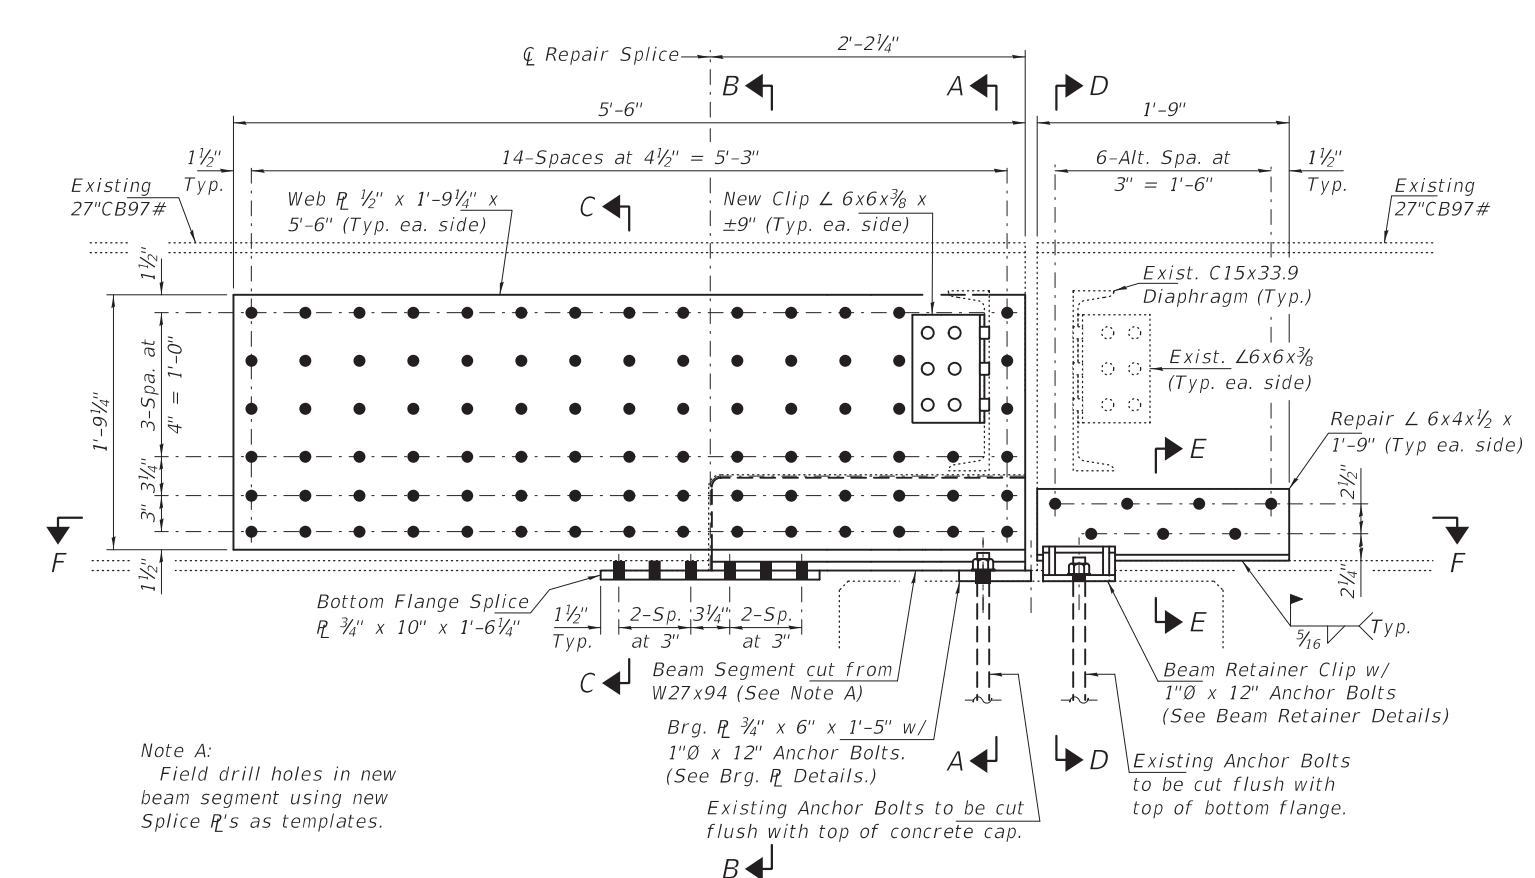 ℄ Repair Splice
2'-2¼"
B
A
D
5'-6"
1'-9"
1½"
Typ.
14-Spaces at 4½" = 5'-3"
6-Alt. Spa. at
3" = 1'-6"
1½"
Typ.
Existing
27"CB97#
Web ⅊ ½" x 1'-9¼" x
5'-6" (Typ. ea. side)
C
New Clip ∠ 6x6x⅜ x
±9" (Typ. ea. side)
Existing
27"CB97#
1½"
Exist. C15x33.9
Diaphragm (Typ.)
1'-9¼"
3-Spa. at
4" = 1'-0"
3¼"
3"
1½"
Exist. ∠6x6x⅜
(Typ. ea. side)
Repair ∠ 6x4x½ x
1'-9" (Typ ea. side)
E
2½"
2¼"
F
F
Bottom Flange Splice
⅊ ¾" x 10" x 1'-6¼"
1½"
Typ.
2-Sp.
at 3"
3¼"
2-Sp.
at 3"
E
5/16
Typ.
C
Beam Segment cut from
W27x94 (See Note A)
Beam Retainer Clip w/
1"Ø x 12" Anchor Bolts
(See Beam Retainer Details)
Brg. ⅊ ¾" x 6" x 1'-5" w/
1"Ø x 12" Anchor Bolts.
(See Brg. ⅊ Details.)
A
D
Existing Anchor Bolts
to be cut flush with
top of bottom flange.
Note A:
Field drill holes in new
beam segment using new
Splice ⅊'s as templates.
Existing Anchor Bolts to be cut
flush with top of concrete cap.
B